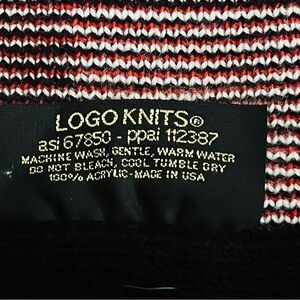 LOGO KNITS®
asi 67850 - ppai 112387
MACHINE WASH, GENTLE, WARM WATER
DO NOT BLEACH, COOL TUMBLE DRY
100% ACRYLIC-MADE IN USA